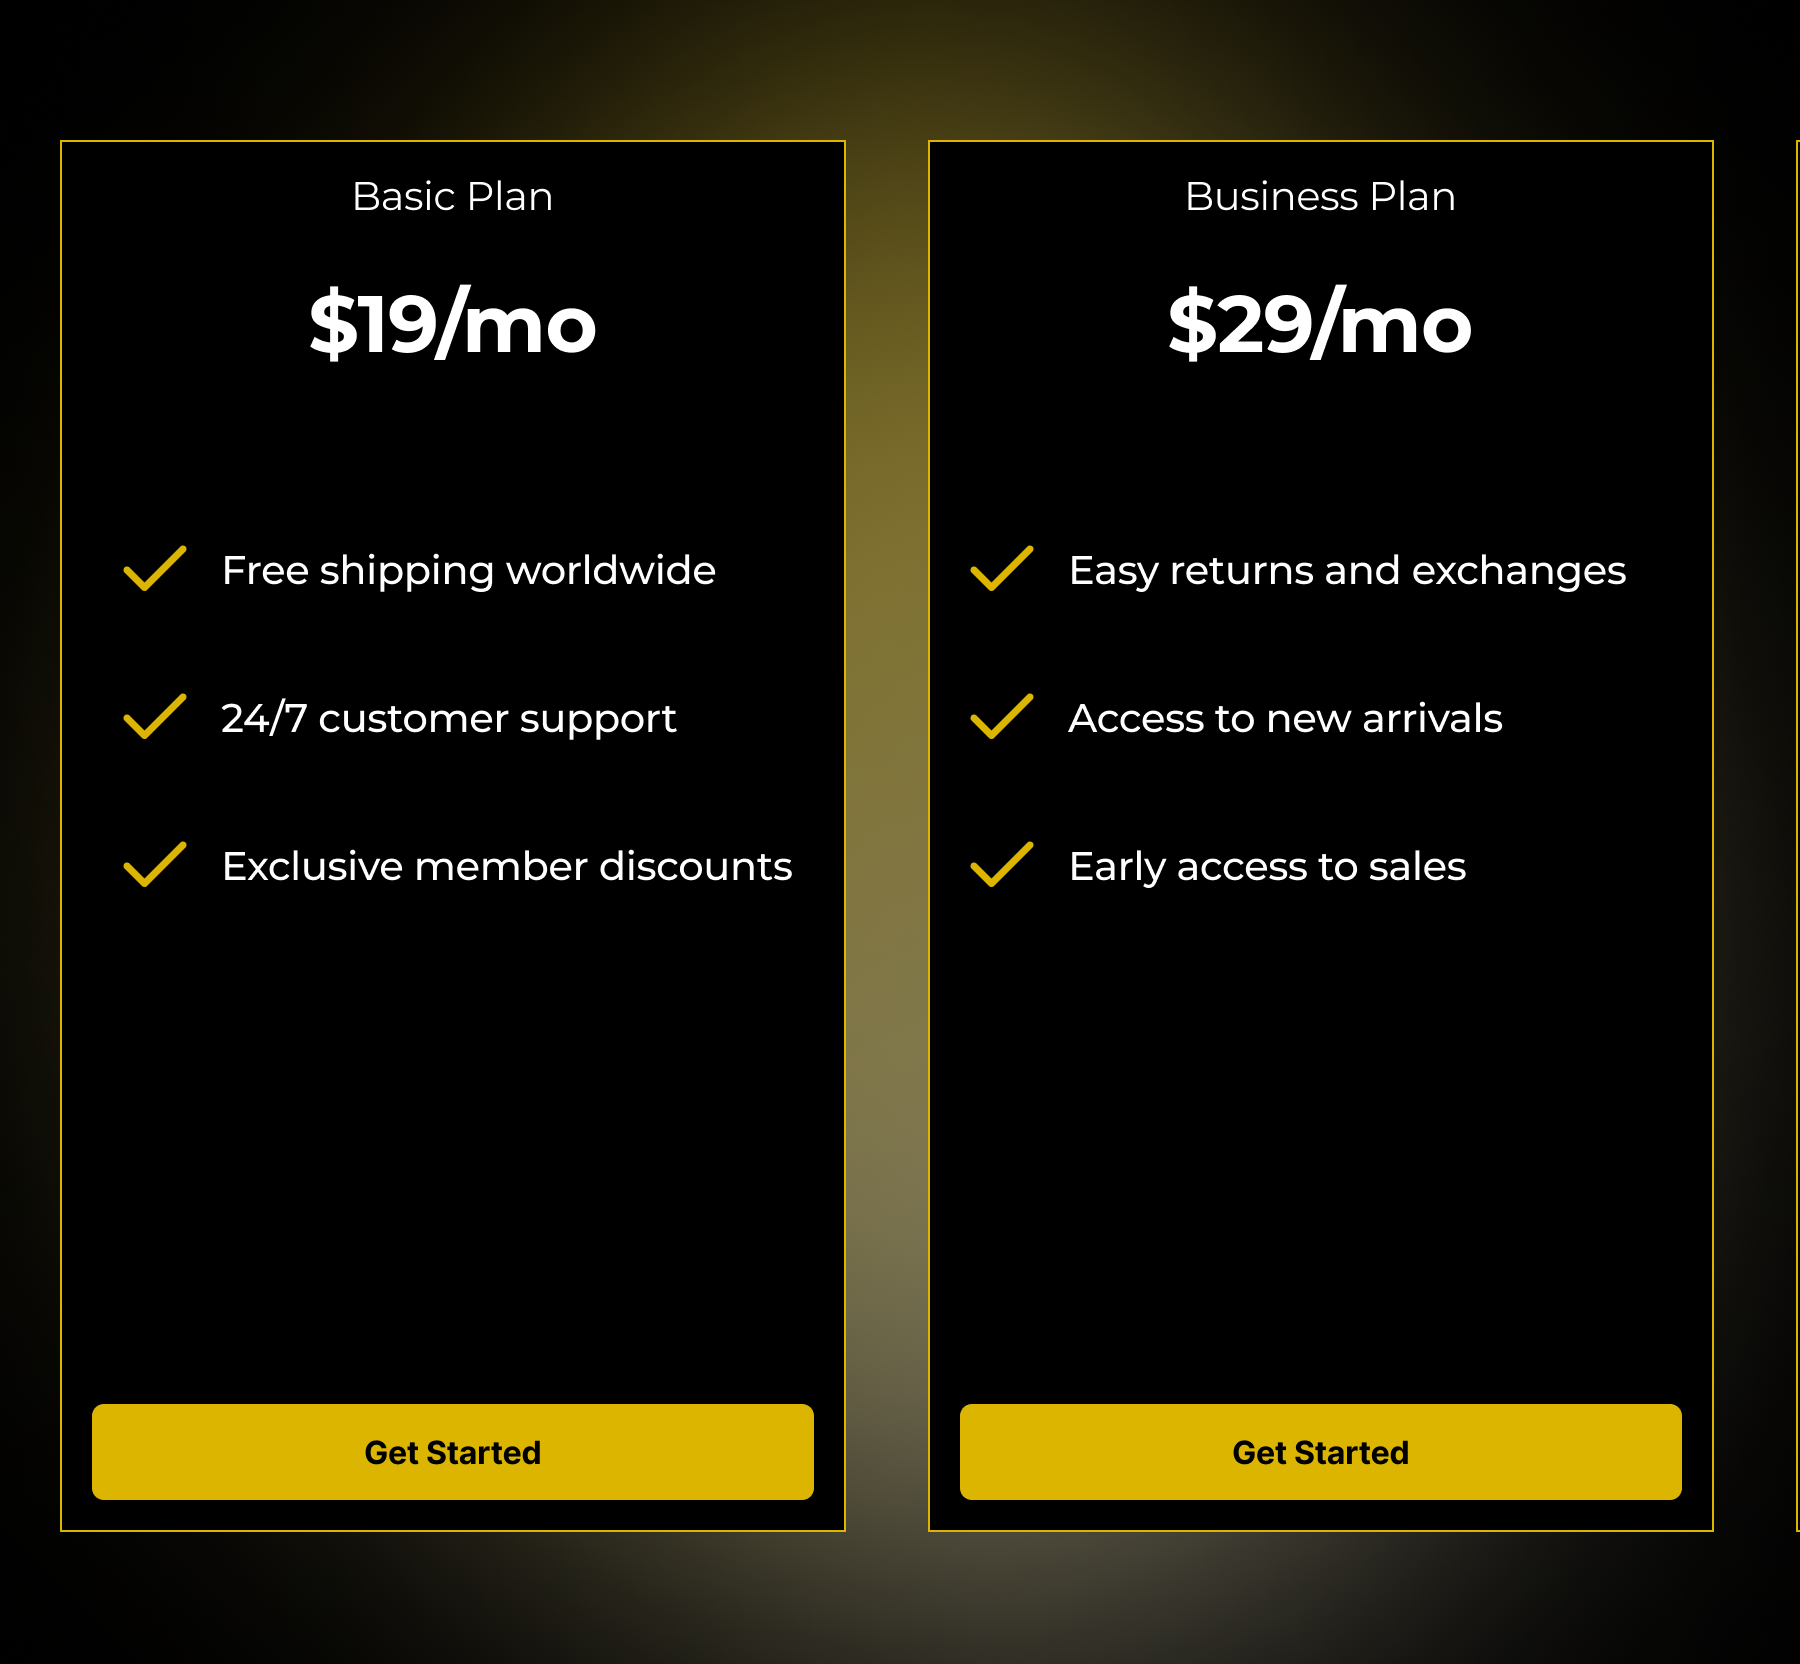 Basic Plan
$19/mo
Free shipping worldwide
24/7 customer support
Exclusive member discounts
Get Started
Business Plan
$29/mo
Easy returns and exchanges
Access to new arrivals
Early access to sales
Get Started